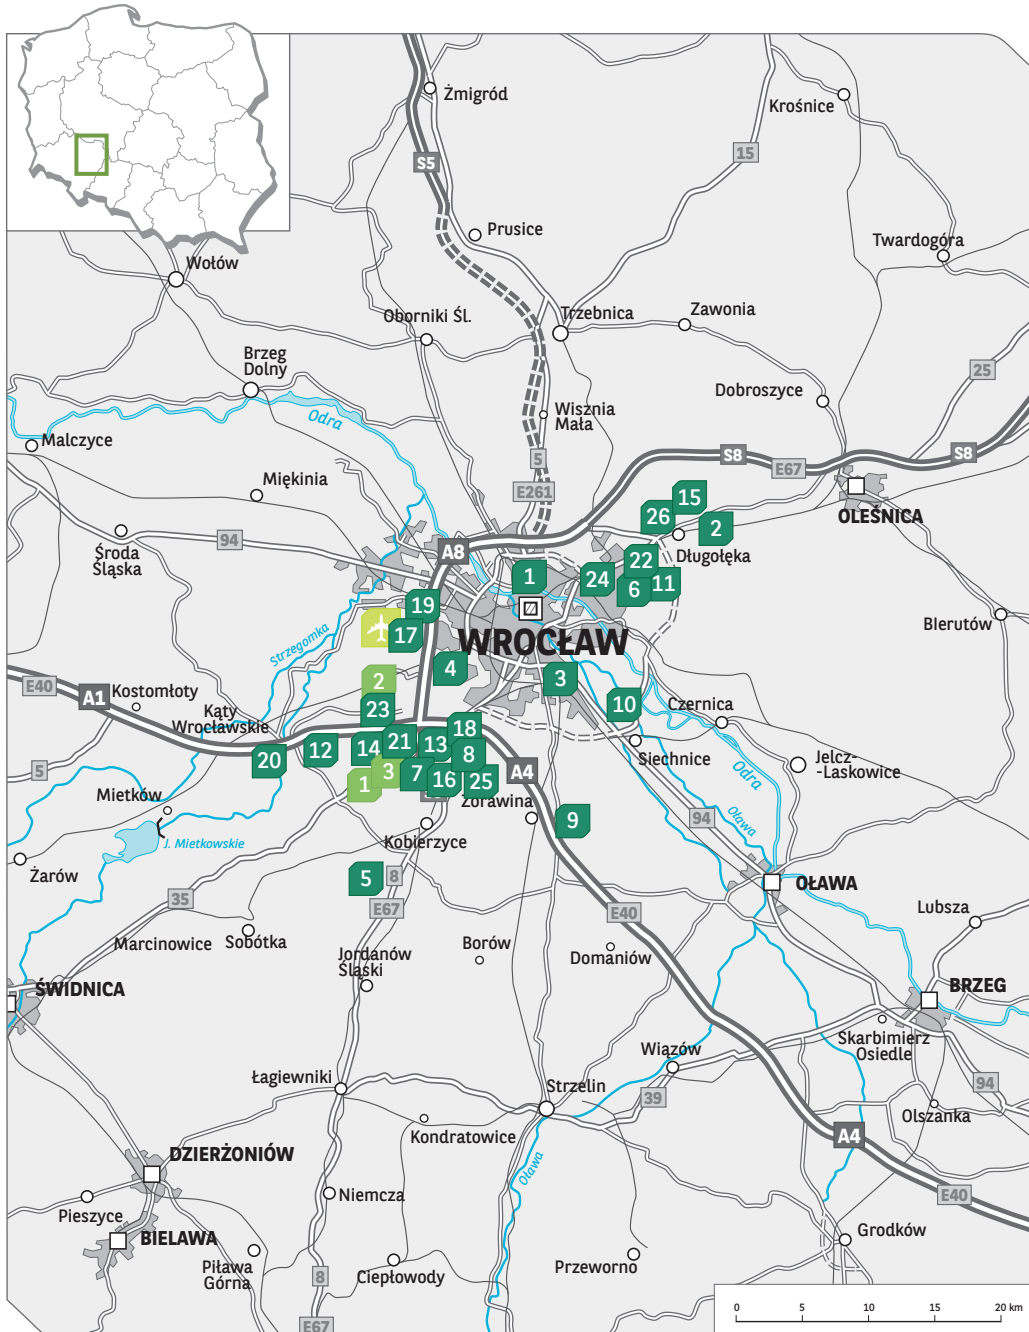 Żmigród
Krośnice
15
S5
Prusice
Twardogóra
Wołów
Oborniki Śl.
Trzebnica
Zawonia
Brzeg
Dolny
25
Dobroszyce
Odra
Wisznia
Mała
Malczyce
S8
S8
5
E67
Miękinia
E261
15
26
2
OLEŚNICA
Środa
Śląska
94
A8
Długołęka
22
1
24
6
11
19
17
WROCŁAW
BIerutów
Strzegomka
4
2
3
E40
A1
Kostomłoty
23
10
Czernica
Kąty
Wrocławskie
18
20
12
14
21
13
8
Siechnice
Jelcz-
-Laskowice
5
1
3
7
16
25
A4
Odra
Mietków
Żórawina
9
94
Oława
J. Mietkowskie
Kobierzyce
Żarów
5
8
35
E67
OŁAWA
E40
Lubsza
Marcinowice
Sobótka
Borów
Domaniów
Jordanów
Śląski
ŚWIDNICA
BRZEG
Skarbimierz
Osiedle
Wiązów
Łagiewniki
Strzelin
94
39
Olszanka
Kondratowice
A4
DZIERŻONIÓW
Oława
Niemcza
E40
Pieszyce
BIELAWA
Grodków
Piława
Górna
8
Ciepłowody
Przeworno
E67
0
5
10
15
20 km